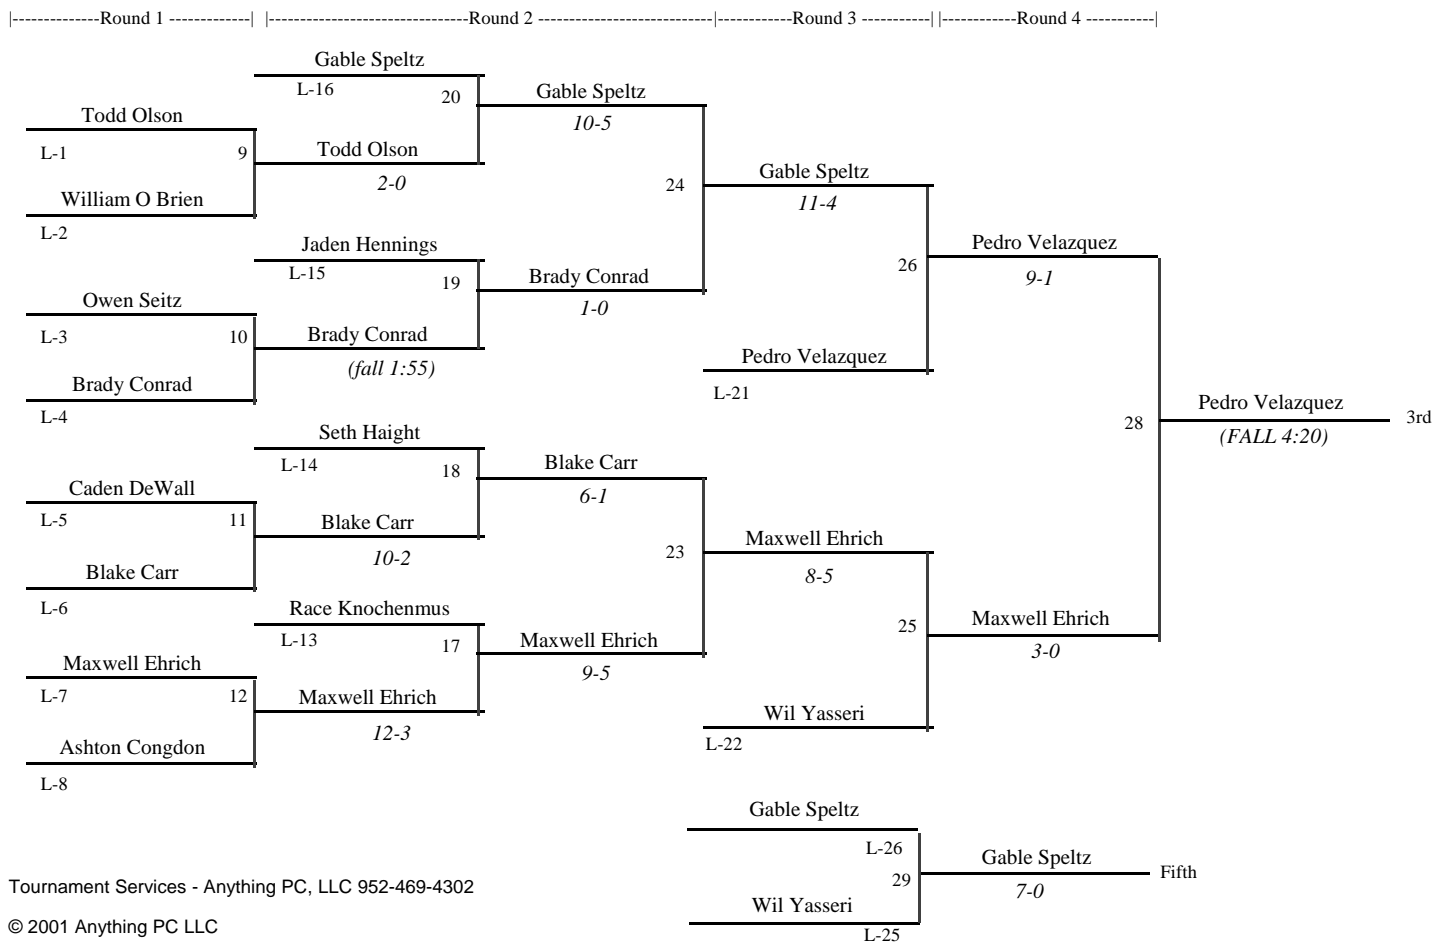 |--------------Round 1 -------------| |--------------------------------Round 2 ----------------------------|------------Round 3 -----------| |------------Round 4 -----------|
Gable Speltz
L-16
20
Gable Speltz
10-5
Todd Olson
L-1
9
Todd Olson
2-0
24
Gable Speltz
11-4
William O Brien
L-2
Jaden Hennings
L-15
19
Brady Conrad
1-0
26
Pedro Velazquez
9-1
Owen Seitz
L-3
10
Brady Conrad
(fall 1:55)
Pedro Velazquez
L-21
Brady Conrad
L-4
28
Pedro Velazquez
3rd
(FALL 4:20)
Seth Haight
L-14
18
Blake Carr
6-1
Caden DeWall
L-5
11
Blake Carr
10-2
23
Maxwell Ehrich
8-5
Blake Carr
L-6
Race Knochenmus
L-13
17
Maxwell Ehrich
9-5
25
Maxwell Ehrich
3-0
Maxwell Ehrich
L-7
12
Maxwell Ehrich
12-3
Wil Yasseri
L-22
Ashton Congdon
L-8
Gable Speltz
L-26
29
Gable Speltz
Fifth
7-0
Wil Yasseri
L-25
Tournament Services - Anything PC, LLC 952-469-4302
© 2001 Anything PC LLC